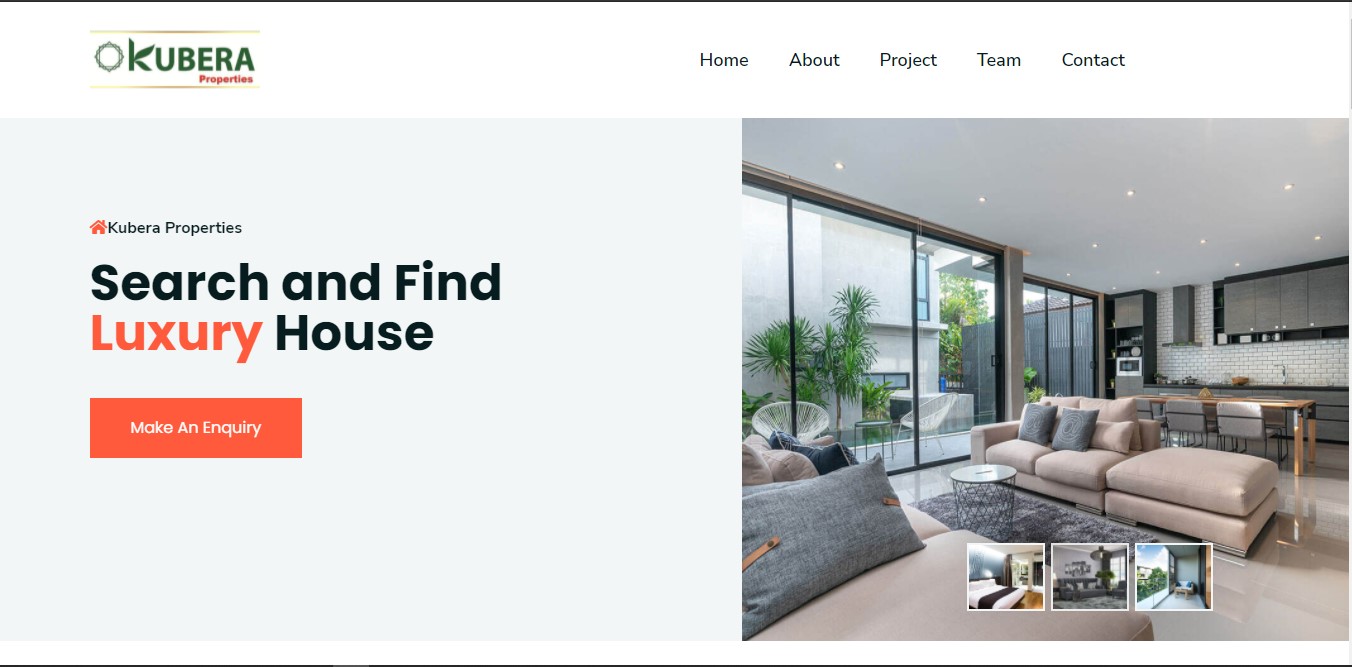 KUBERA
Properties
Home
About
Project
Team
Contact
Kubera Properties
Search and Find
Luxury House
Make An Enquiry